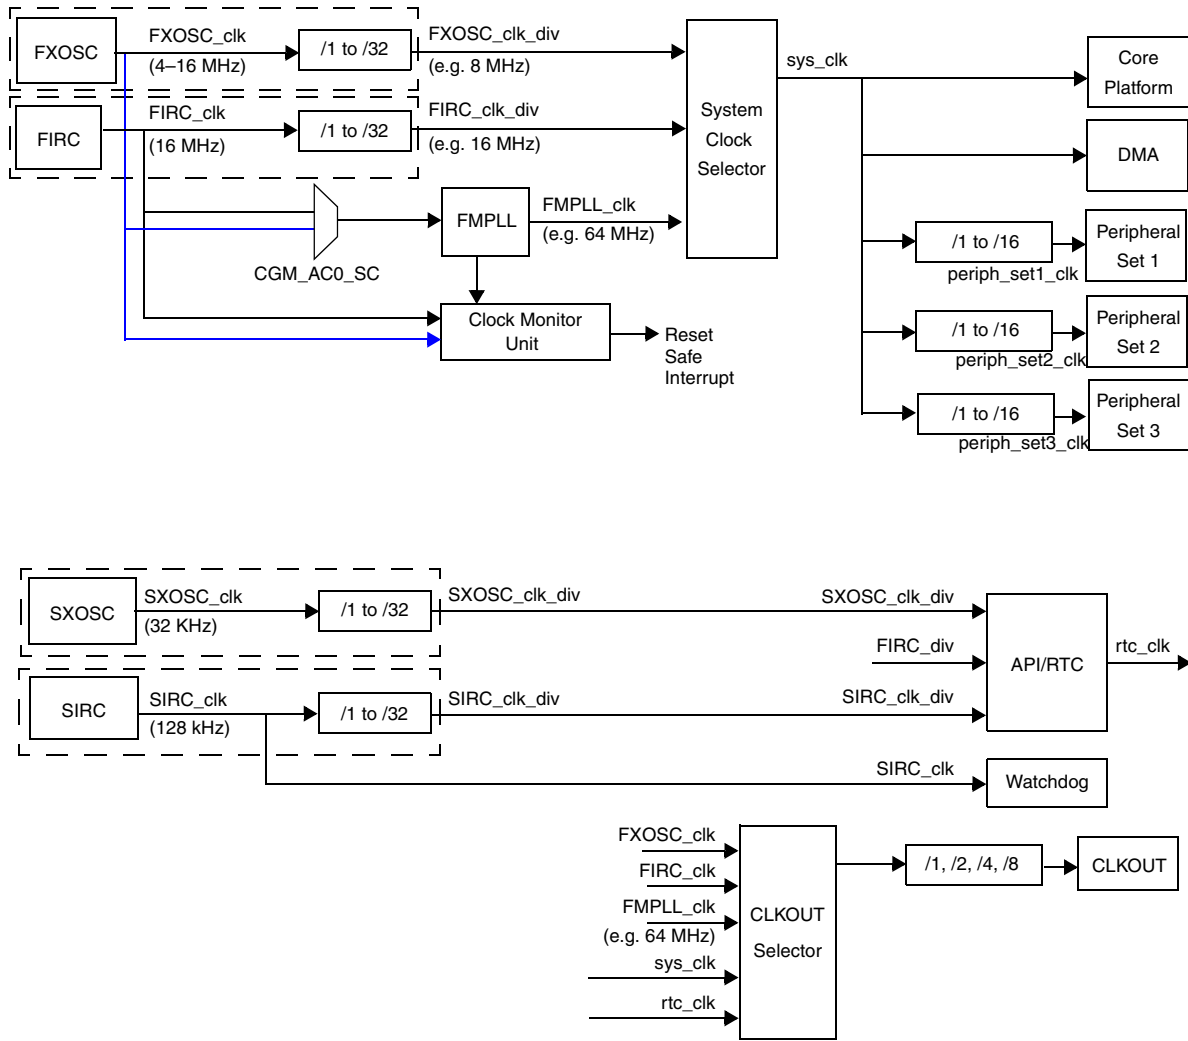 FXOSC
FXOSC_clk
(4–16 MHz)
/1 to /32
FXOSC_clk_div
(e.g. 8 MHz)
FIRC
FIRC_clk
(16 MHz)
/1 to /32
FIRC_clk_div
(e.g. 16 MHz)
CGM_AC0_SC
FMPLL
FMPLL_clk
(e.g. 64 MHz)
System
Clock
Selector
Clock Monitor
Unit
Reset
Safe
Interrupt
sys_clk
Core
Platform
DMA
/1 to /16
periph_set1_clk
Peripheral
Set 1
/1 to /16
periph_set2_clk
Peripheral
Set 2
/1 to /16
periph_set3_clk
Peripheral
Set 3
SXOSC
SXOSC_clk
(32 KHz)
/1 to /32
SXOSC_clk_div
SXOSC_clk_div
FIRC_div
SIRC
SIRC_clk
(128 kHz)
/1 to /32
SIRC_clk_div
SIRC_clk_div
API/RTC
rtc_clk
SIRC_clk
Watchdog
FXOSC_clk
FIRC_clk
FMPLL_clk
(e.g. 64 MHz)
sys_clk
rtc_clk
CLKOUT
Selector
/1, /2, /4, /8
CLKOUT